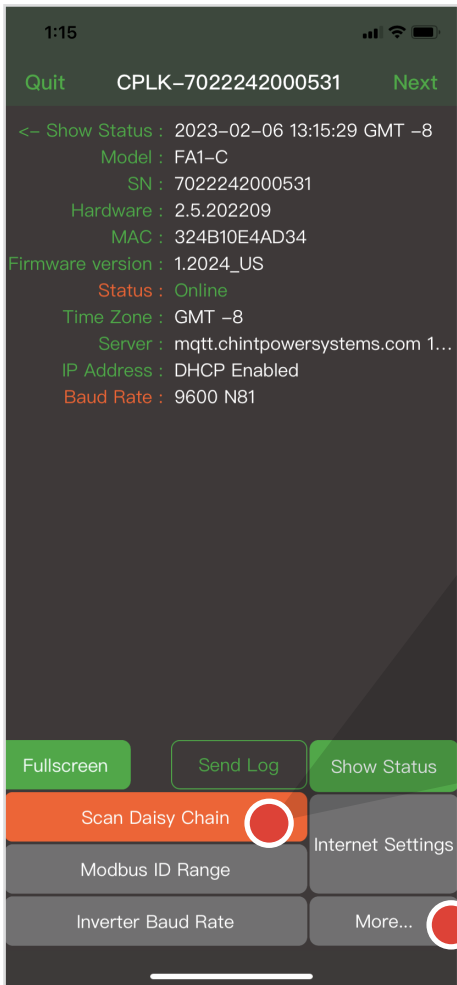 1:15
Quit CPLK-7022242000531 Next
<- Show Status : 2023-02-06 13:15:29 GMT -8
Model : FA1-C
SN : 7022242000531
Hardware : 2.5.202209
MAC : 324B10E4AD34
Firmware version : 1.2024_US
Status : Online
Time Zone : GMT -8
Server : mqtt.chintpowersystems.com 1...
IP Address : DHCP Enabled
Baud Rate : 9600 N81
Fullscreen Send Log Show Status
Scan Daisy Chain
Internet Settings
Modbus ID Range
Inverter Baud Rate More...